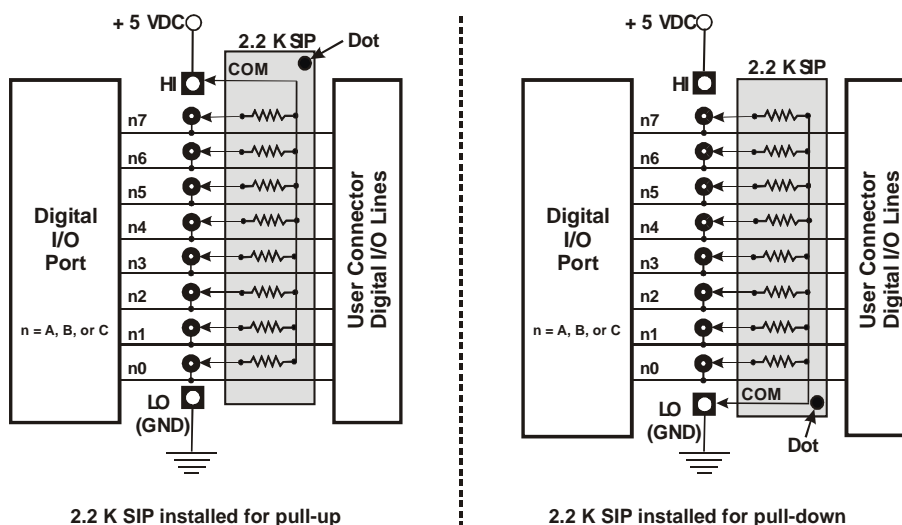 + 5 VDC
2.2 K SIP
Dot
HI
COM
n7
n6
n5
n4
n3
n2
n1
n0
Digital
I/O
Port
n = A, B, or C
User Connector
Digital I/O Lines
LO
(GND)
2.2 K SIP installed for pull-up
+ 5 VDC
2.2 K SIP
HI
n7
n6
n5
n4
n3
n2
n1
n0
Digital
I/O
Port
n = A, B, or C
User Connector
Digital I/O Lines
COM
LO
(GND)
Dot
2.2 K SIP installed for pull-down